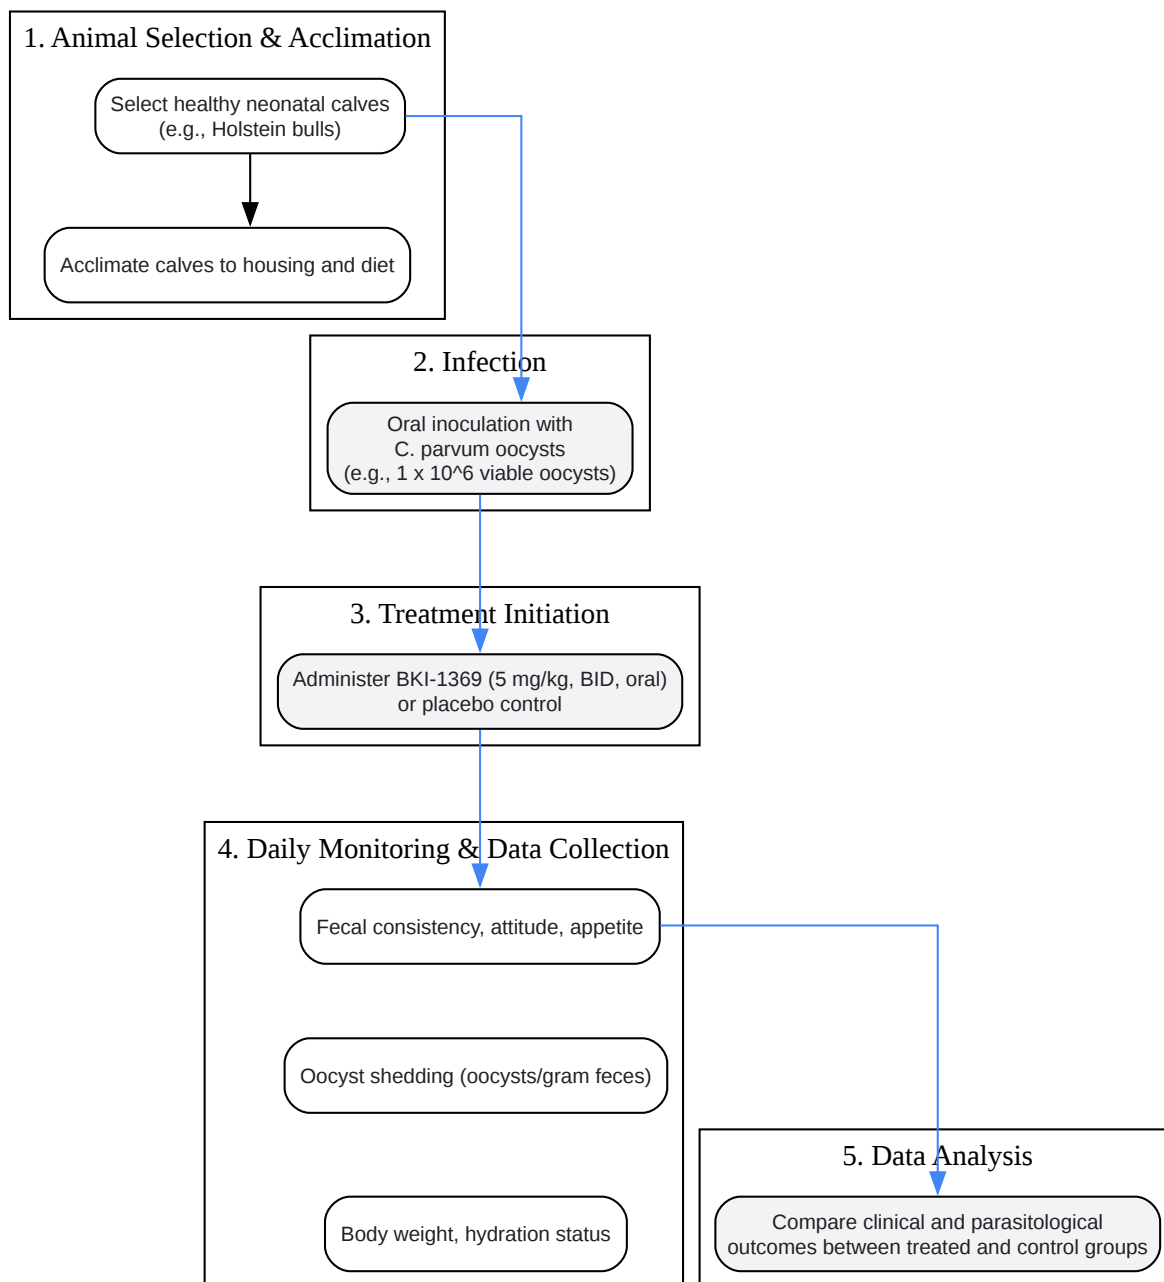 1. Animal Selection & Acclimation
Select healthy neonatal calves
(e.g., Holstein bulls)
Acclimate calves to housing and diet
2. Infection
Oral inoculation with
C. parvum oocysts
(e.g., 1 x 10^6 viable oocysts)
3. Treatment Initiation
Administer BKI-1369 (5 mg/kg, BID, oral)
or placebo control
4. Daily Monitoring & Data Collection
Fecal consistency, attitude, appetite
Oocyst shedding (oocysts/gram feces)
Body weight, hydration status
5. Data Analysis
Compare clinical and parasitological
outcomes between treated and control groups